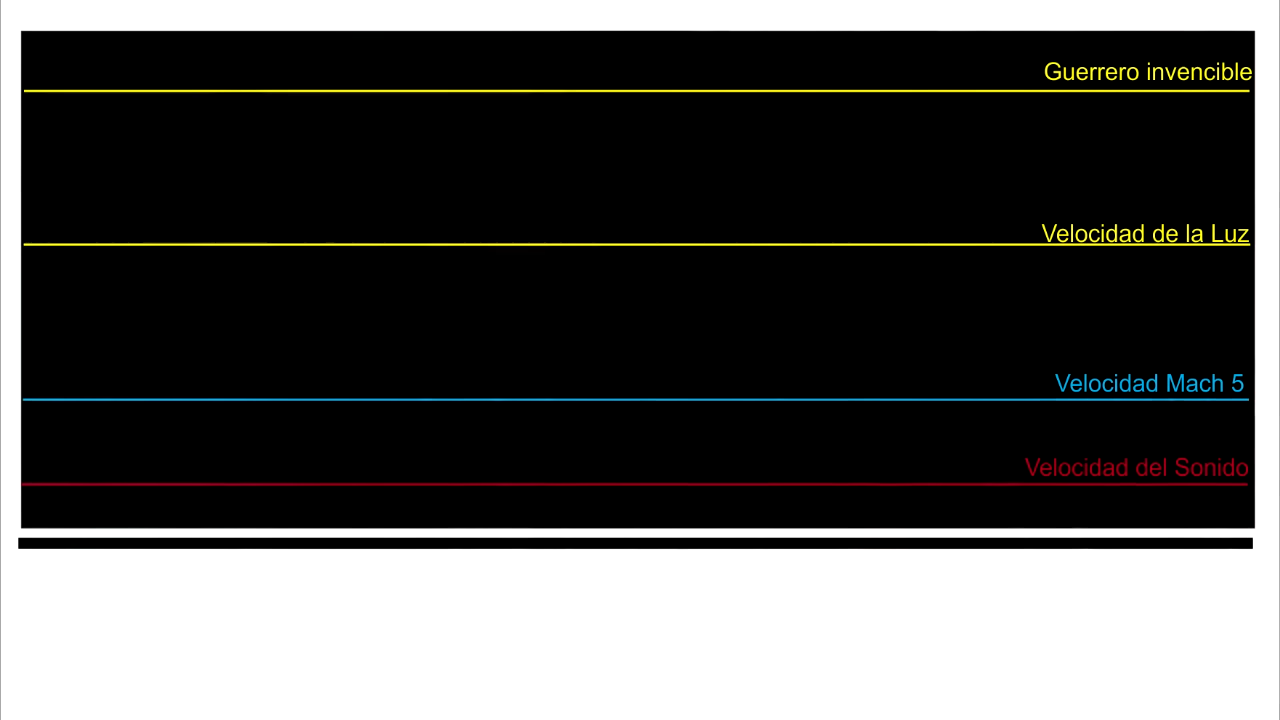 Guerrero invencible
Velocidad de la Luz
Velocidad Mach 5
Velocidad del Sonido